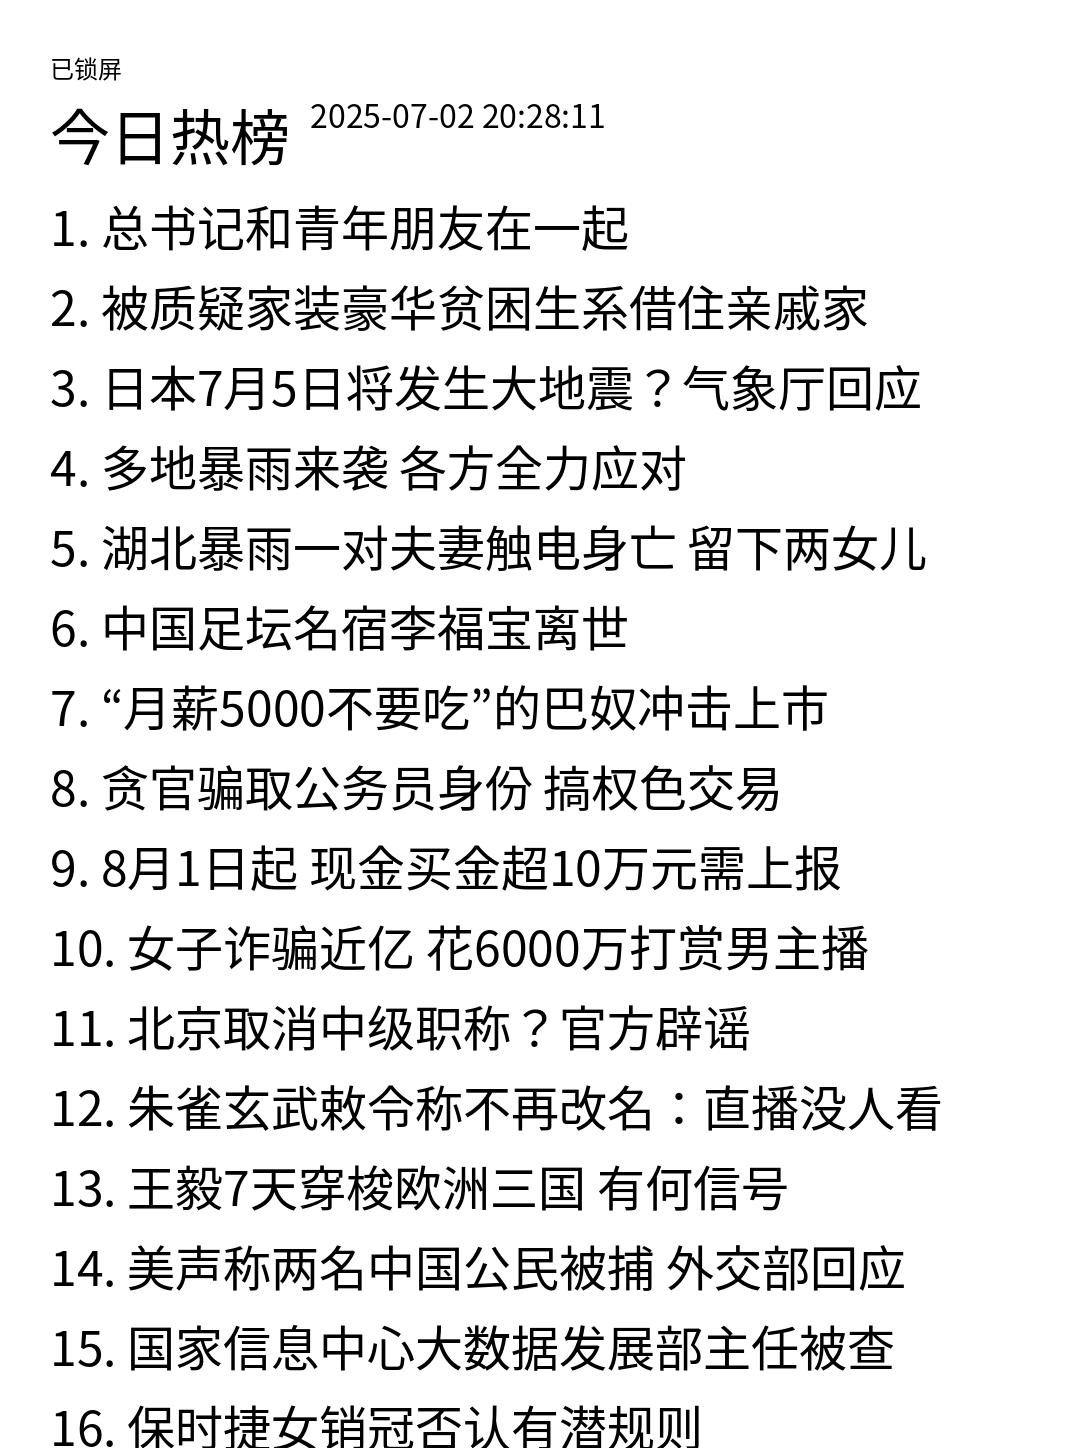 已锁屏
今日热榜 2025-07-02 20:28:11
1. 总书记和青年朋友在一起
2. 被质疑家装豪华贫困生系借住亲戚家
3. 日本7月5日将发生大地震？气象厅回应
4. 多地暴雨来袭 各方全力应对
5. 湖北暴雨一对夫妻触电身亡 留下两女儿
6. 中国足坛名宿李福宝离世
7. “月薪5000不要吃”的巴奴冲击上市
8. 贪官骗取公务员身份 搞权色交易
9. 8月1日起 现金买金超10万元需上报
10. 女子诈骗近亿 花6000万打赏男主播
11. 北京取消中级职称？官方辟谣
12. 朱雀玄武敕令称不再改名：直播没人看
13. 王毅7天穿梭欧洲三国 有何信号
14. 美声称两名中国公民被捕 外交部回应
15. 国家信息中心大数据发展部主任被查
16. 保时捷女销冠否认有潜规则